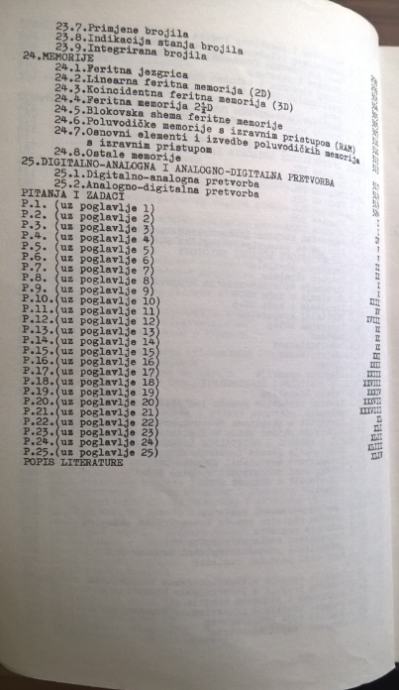 23.7.Primjene brojila
23.8.Indikacija stanja brojila
23.9.Integrirana brojila
24.MEMORIJE
24.1.Feritna jezgrica
24.2.Linearna feritna memorija (2D)
24.3.Koincidentna feritna memorija (3D)
24.4.Feritna memorija 2½D
24.5.Blokovska shema feritne memorije
24.6.Poluvodičke memorije s izravnim pristupom (RAM)
24.7.Osnovni elementi i izvedbe poluvodičkih memorija
s izravnim pristupom
24.8.Ostale memorije
25.DIGITALNO-ANALOGNA I ANALOGNO-DIGITALNA PRETVORBA
25.1.Digitalno-analogna pretvorba
25.2.Analogno-digitalna pretvorba
PITANJA I ZADACI
P.1. (uz poglavlje 1)
P.2. (uz poglavlje 2)
P.3. (uz poglavlje 3)
P.4. (uz poglavlje 4)
P.5. (uz poglavlje 5)
P.6. (uz poglavlje 6)
P.7. (uz poglavlje 7)
P.8. (uz poglavlje 8)
P.9. (uz poglavlje 9)
P.10.(uz poglavlje 10)
P.11.(uz poglavlje 11)
P.12.(uz poglavlje 12)
P.13.(uz poglavlje 13)
P.14.(uz poglavlje 14)
P.15.(uz poglavlje 15)
P.16.(uz poglavlje 16)
P.17.(uz poglavlje 17)
P.18.(uz poglavlje 18)
P.19.(uz poglavlje 19)
P.20.(uz poglavlje 20)
P.21.(uz poglavlje 21)
P.22.(uz poglavlje 22)
P.23.(uz poglavlje 23)
P.24.(uz poglavlje 24)
P.25.(uz poglavlje 25)
POPIS LITERATURE